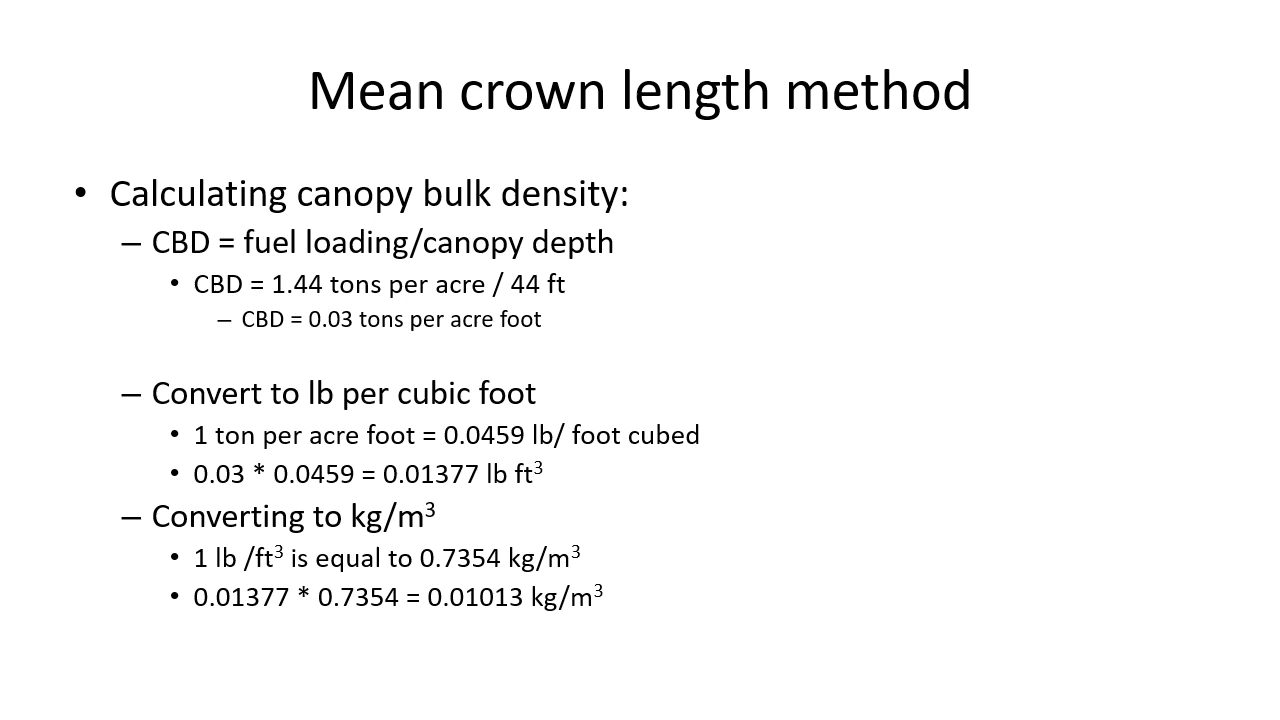 Mean crown length method
• Calculating canopy bulk density:
– CBD = fuel loading/canopy depth
• CBD = 1.44 tons per acre / 44 ft
– CBD = 0.03 tons per acre foot
– Convert to lb per cubic foot
• 1 ton per acre foot = 0.0459 lb/ foot cubed
• 0.03 * 0.0459 = 0.01377 lb ft³
– Converting to kg/m³
• 1 lb /ft³ is equal to 0.7354 kg/m³
• 0.01377 * 0.7354 = 0.01013 kg/m³